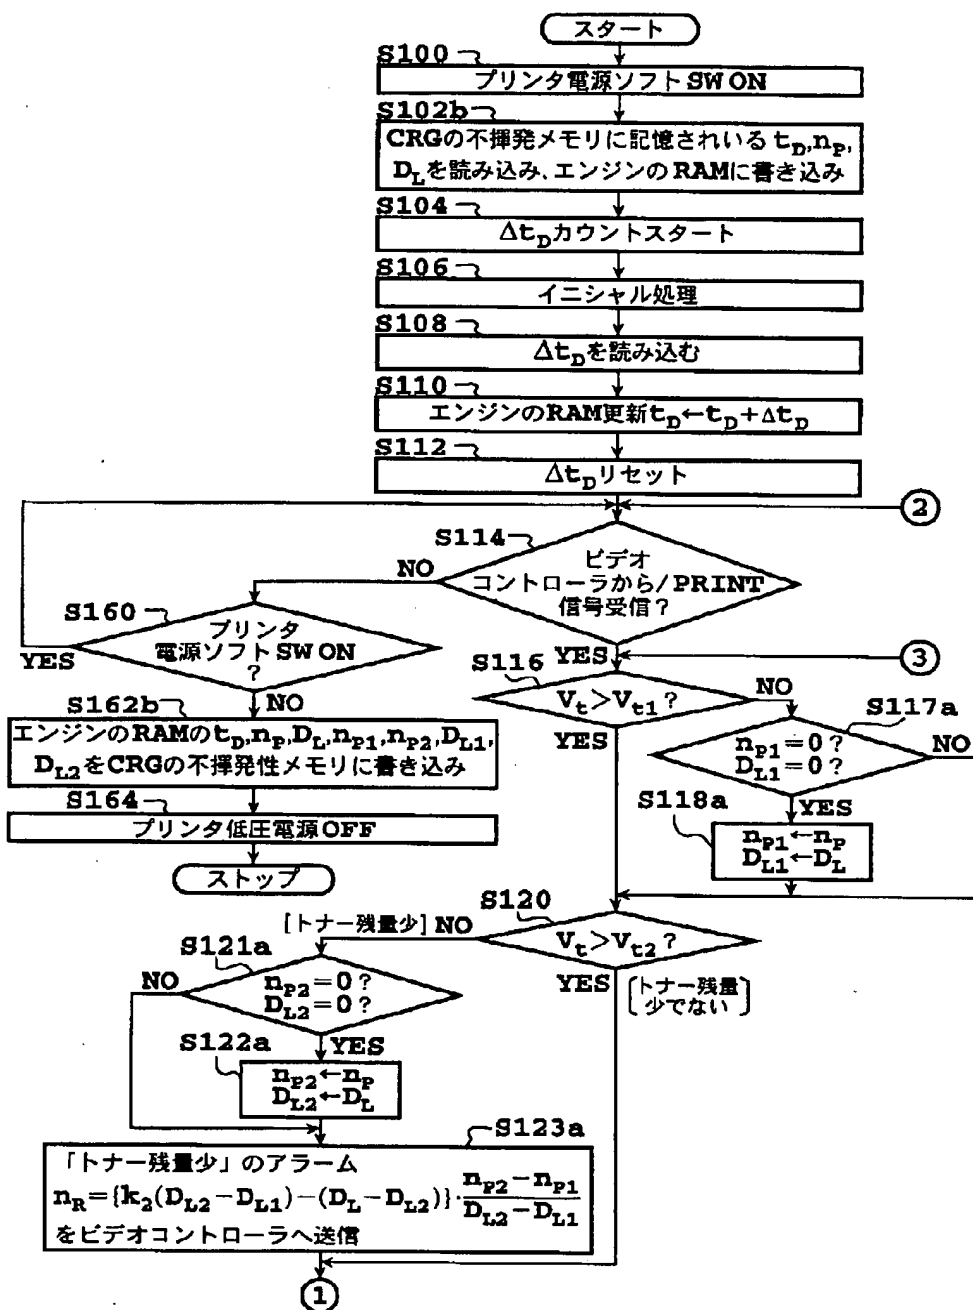 スタート
S100
プリンタ電源ソフトSW ON
S102b
CRGの不揮発メモリに記憶されいるtD,nP,
DLを読み込み、エンジンのRAMに書き込み
S104
ΔtDカウントスタート
S106
イニシャル処理
S108
ΔtDを読み込む
S110
エンジンのRAM更新tD←tD+ΔtD
S112
ΔtDリセット
②
S114
ビデオ
コントローラから/PRINT
信号受信?
NO
YES
S160
プリンタ
電源ソフトSW ON
?
YES
NO
③
S116
Vt>Vt1?
NO
YES
S117a
nP1=0?
DL1=0?
NO
YES
S118a
nP1←nP
DL1←DL
S162b
エンジンのRAMのtD,nP,DL,nP1,nP2,DL1,
DL2をCRGの不揮発性メモリに書き込み
S164
プリンタ低圧電源OFF
ストップ
S120
Vt>Vt2?
[トナー残量少] NO
YES
[トナー残量
少でない]
S121a
nP2=0?
DL2=0?
NO
YES
S122a
nP2←nP
DL2←DL
S123a
「トナー残量少」のアラーム
nR={k2(DL2−DL1)−(DL−DL2)}·(nP2−nP1)/(DL2−DL1)
をビデオコントローラへ送信
①